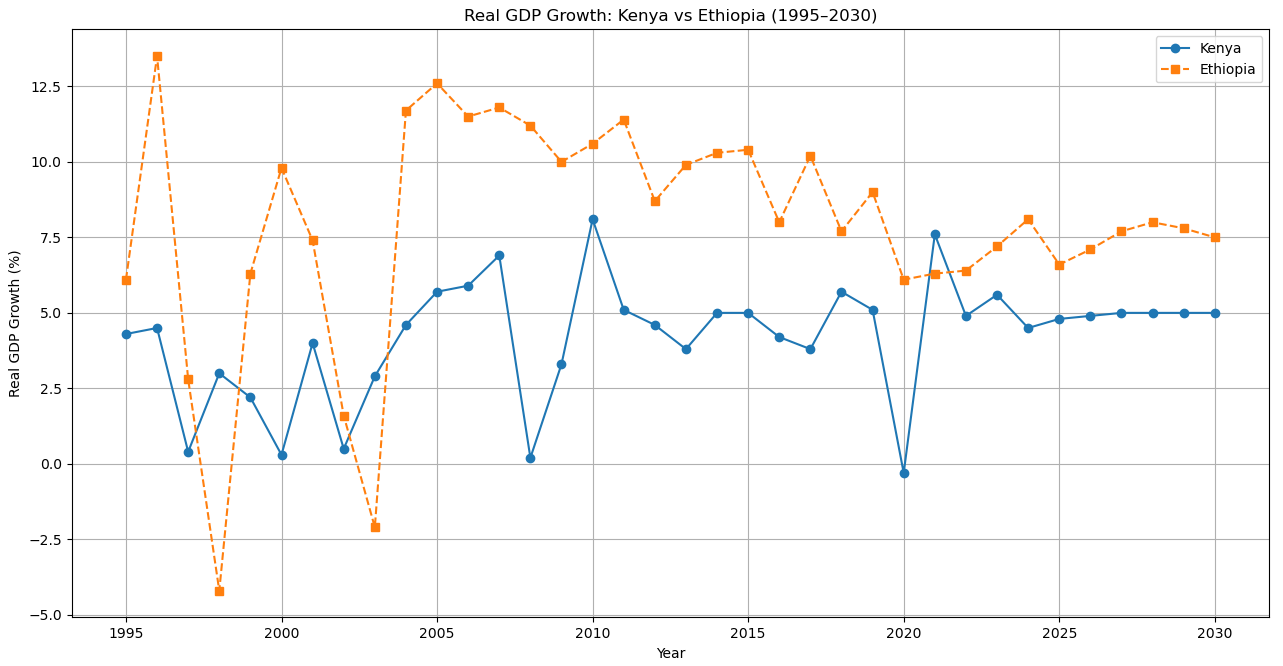 Real GDP Growth: Kenya vs Ethiopia (1995–2030)
Kenya
Ethiopia
Real GDP Growth (%)
12.5
10.0
7.5
5.0
2.5
0.0
−2.5
−5.0
1995 2000 2005 2010 2015 2020 2025 2030
Year